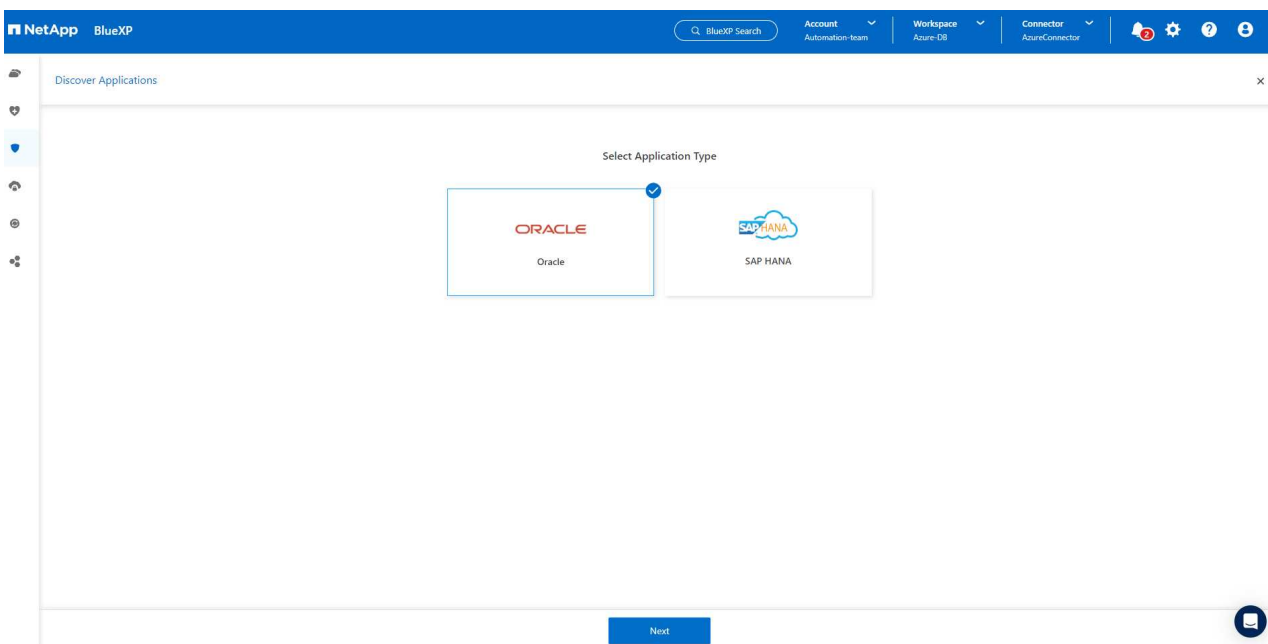 NetApp BlueXP BlueXP Search Account Workspace Connector
Automation-team Azure-DB AzureConnector 2
Discover Applications
Select Application Type
ORACLE SAP HANA
Oracle SAP HANA
Next